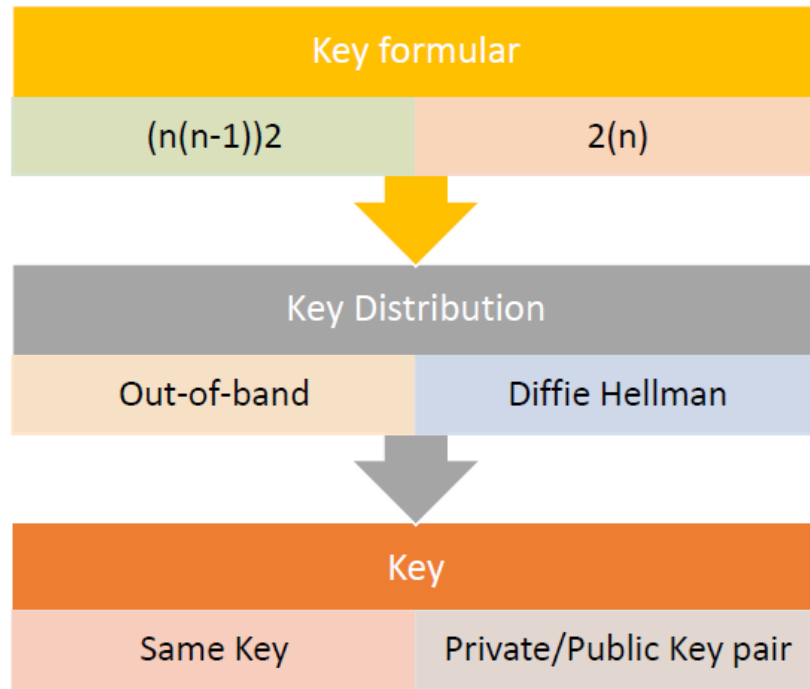 Key formular
(n(n-1))2
2(n)
Key Distribution
Out-of-band
Diffie Hellman
Key
Same Key
Private/Public Key pair